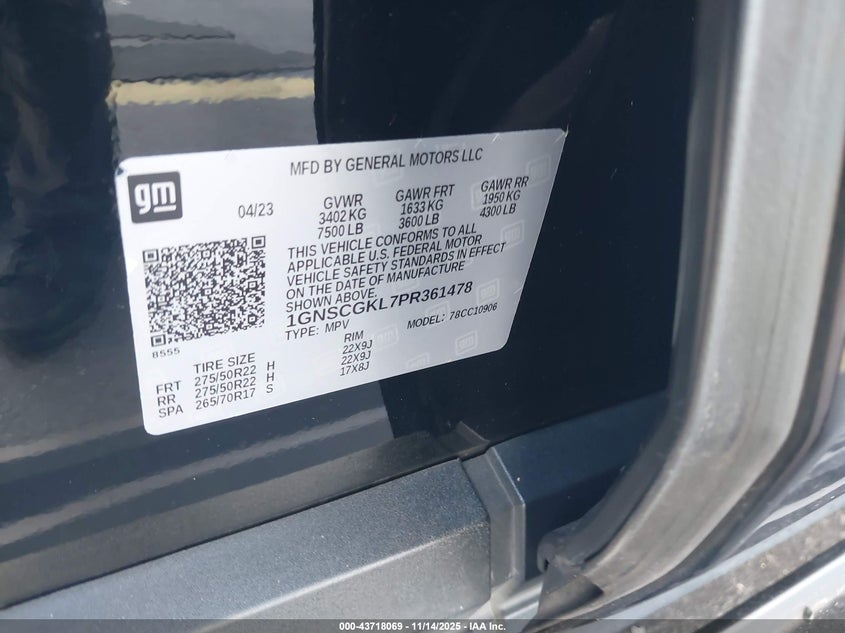 MFD BY GENERAL MOTORS LLC
gm
04/23
GVWR
3402 KG
7500 LB
GAWR FRT
1633 KG
3600 LB
GAWR RR
1950 KG
4300 LB
THIS VEHICLE CONFORMS TO ALL
APPLICABLE U.S. FEDERAL MOTOR
VEHICLE SAFETY STANDARDS IN EFFECT
ON THE DATE OF MANUFACTURE
SHOWN ABOVE.
1GNSCGKL7PR361478
TYPE: MPV MODEL: 78CC10906
8555
TIRE SIZE RIM
FRT 275/50R22 H 22X9J
RR 275/50R22 H 22X9J
SPA 265/70R17 S 17X8J
000-43718069 - 11/14/2025 - IAA Inc.